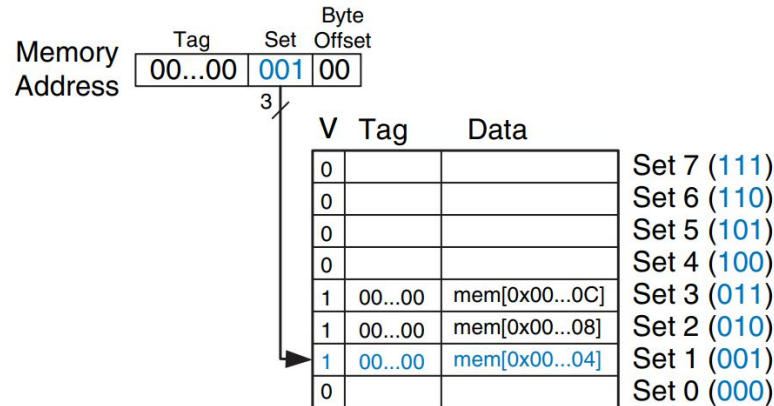 Memory
Address
Tag Set Byte
Offset
00...00 001 00
3
V Tag Data
0 Set 7 (111)
0 Set 6 (110)
0 Set 5 (101)
0 Set 4 (100)
1 00...00 mem[0x00...0C] Set 3 (011)
1 00...00 mem[0x00...08] Set 2 (010)
1 00...00 mem[0x00...04] Set 1 (001)
0 Set 0 (000)